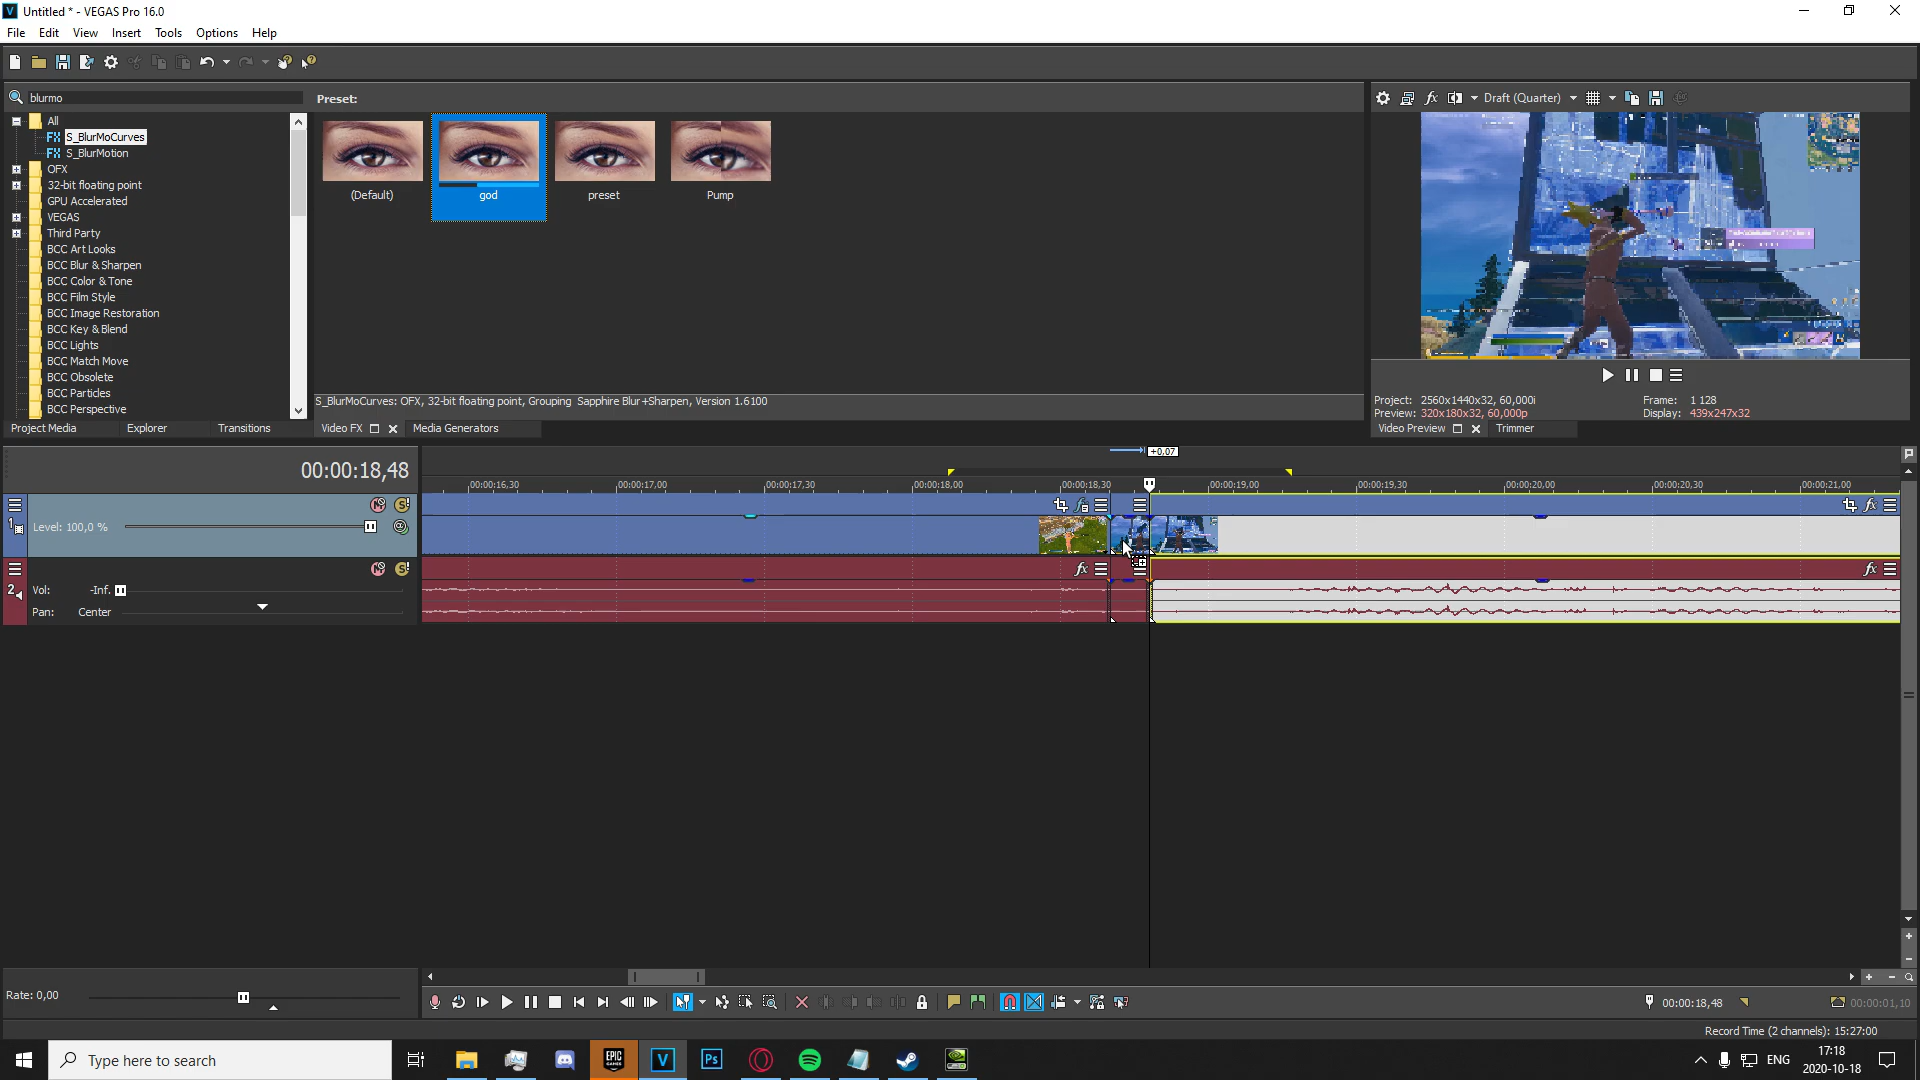 Untitled * - VEGAS Pro 16.0
File Edit View Insert Tools Options Help
blurmo
Preset:
Draft (Quarter)
All
S_BlurMoCurves
S_BlurMotion
OFX
32-bit floating point
GPU Accelerated
VEGAS
Third Party
BCC Art Looks
BCC Blur & Sharpen
BCC Color & Tone
BCC Film Style
BCC Image Restoration
BCC Key & Blend
BCC Lights
BCC Match Move
BCC Obsolete
BCC Particles
BCC Perspective
(Default)
god
preset
Pump
S_BlurMoCurves: OFX, 32-bit floating point, Grouping Sapphire Blur+Sharpen, Version 1.6100
Project: 2560x1440x32, 60,000i
Frame: 1 128
Preview: 320x180x32, 60,000p
Display: 439x247x32
Project Media Explorer Transitions
Video FX Media Generators
Video Preview Trimmer
00:00:18,48
+0,07
00:00:16,30 00:00:17,00 00:00:17,30 00:00:18,00 00:00:18,30 00:00:19,00 00:00:19,30 00:00:20,00 00:00:20,30 00:00:21,00
1
Level: 100,0 %
2
Vol: -Inf.
Pan: Center
Rate: 0,00
00:00:18,48
00:00:01,10
Record Time (2 channels): 15:27:00
Type here to search
EPIC GAMES
V
Ps
ENG
17:18
2020-10-18